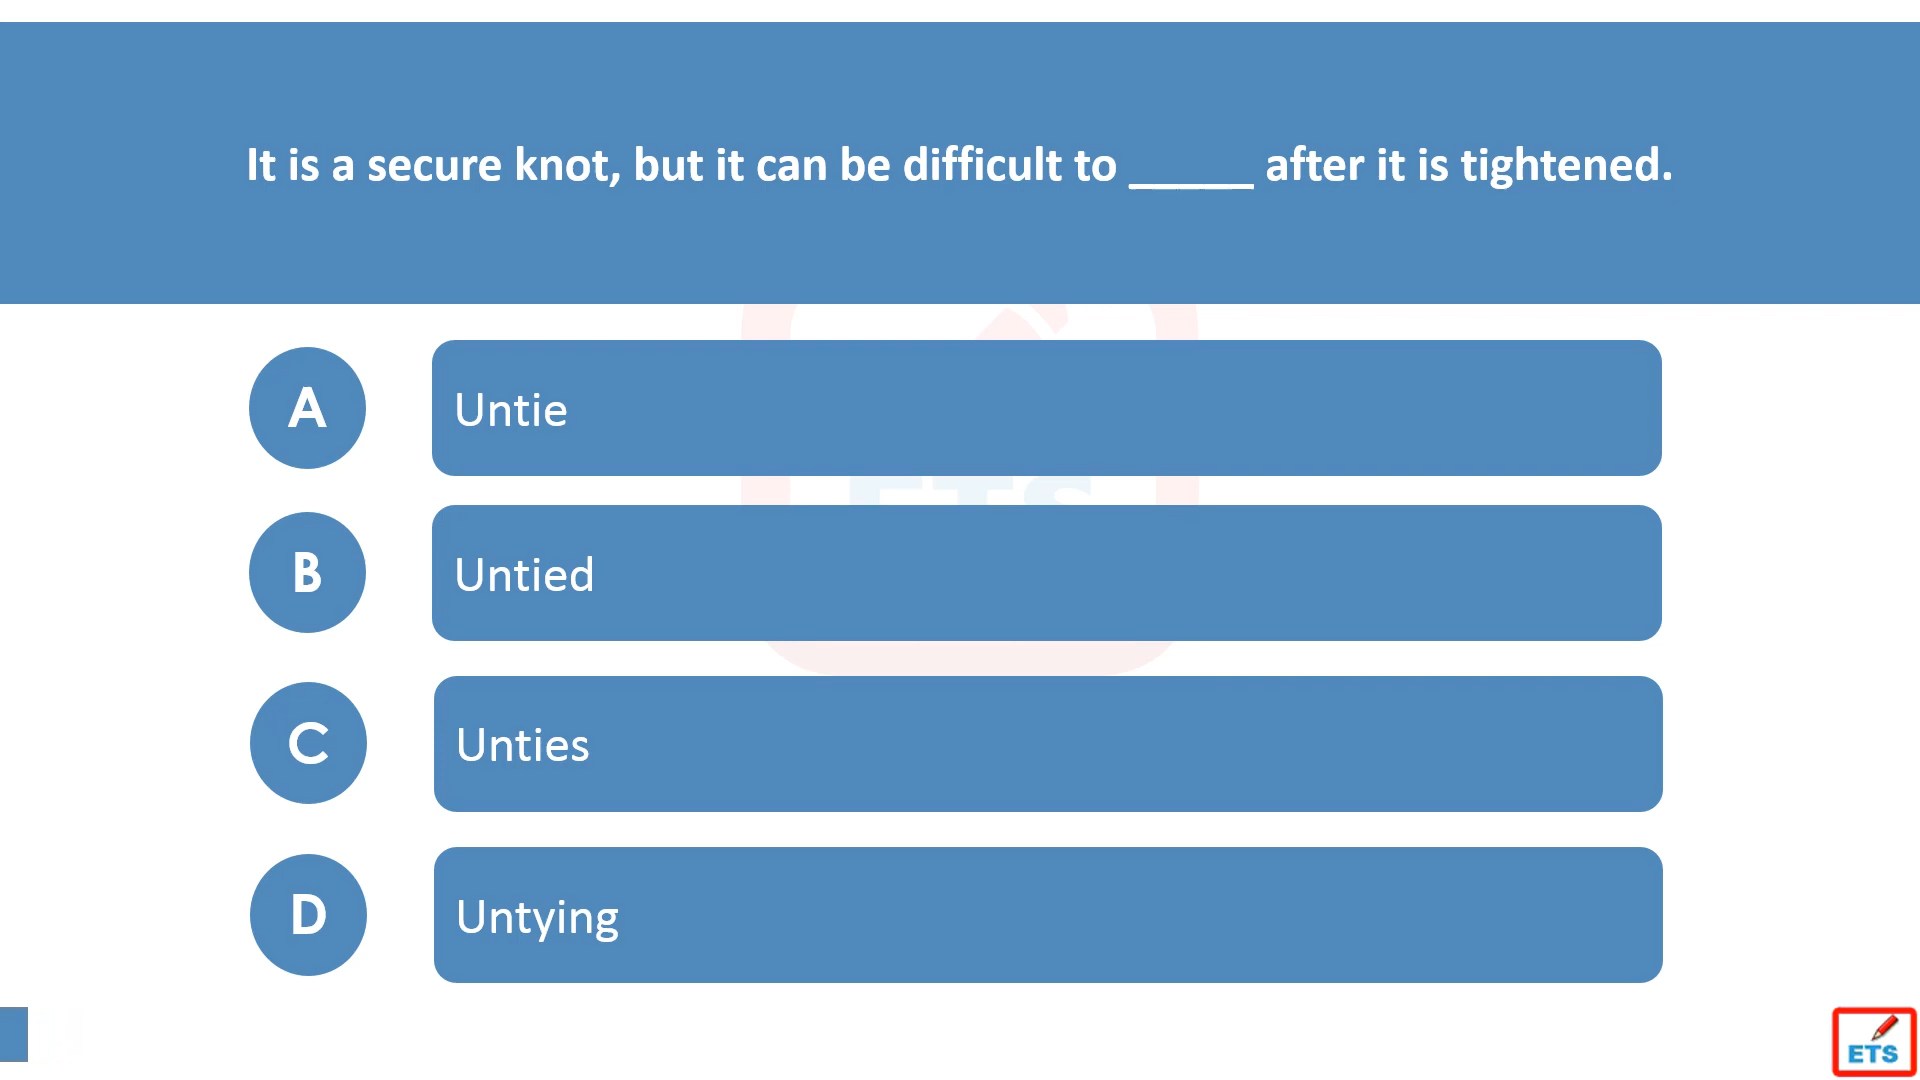 It is a secure knot, but it can be difficult to _____ after it is tightened.
A Untie
B Untied
C Unties
D Untying
ETS